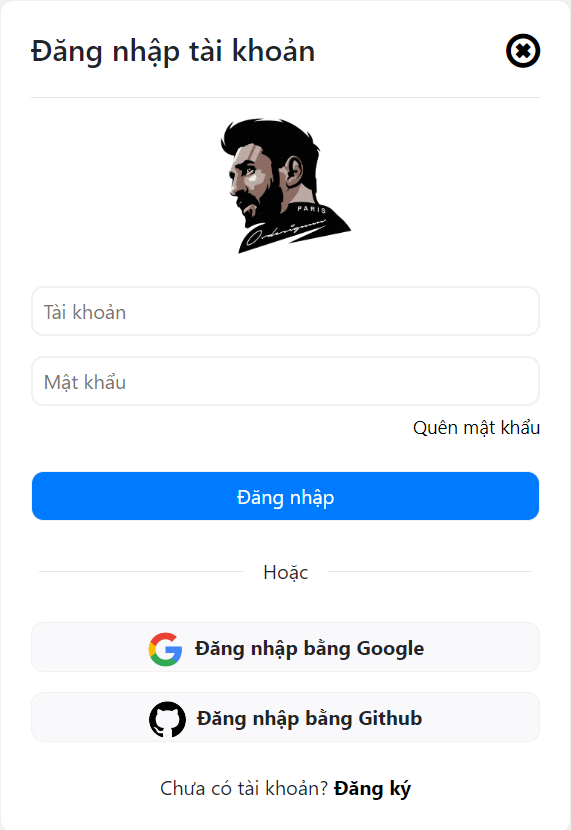 Đăng nhập tài khoản
PARIS
Tài khoản
Mật khẩu
Quên mật khẩu
Đăng nhập
Hoặc
Đăng nhập bằng Google
Đăng nhập bằng Github
Chưa có tài khoản? Đăng ký